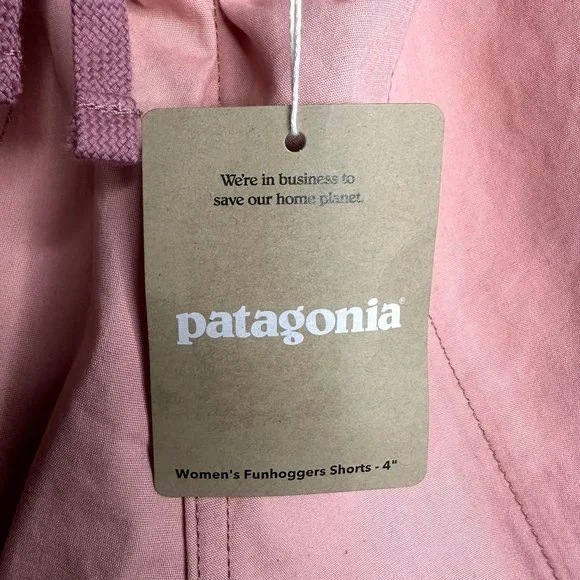 We're in business to
save our home planet.
patagonia®
Women's Funhoggers Shorts - 4"